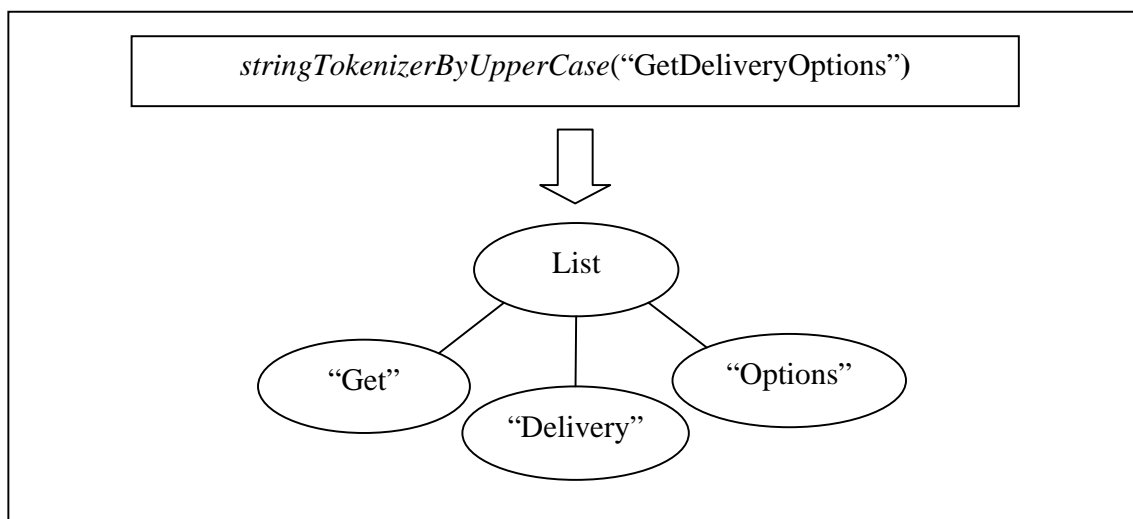 stringTokenizerByUpperCase(“GetDeliveryOptions”)
List
“Get”
“Delivery”
“Options”